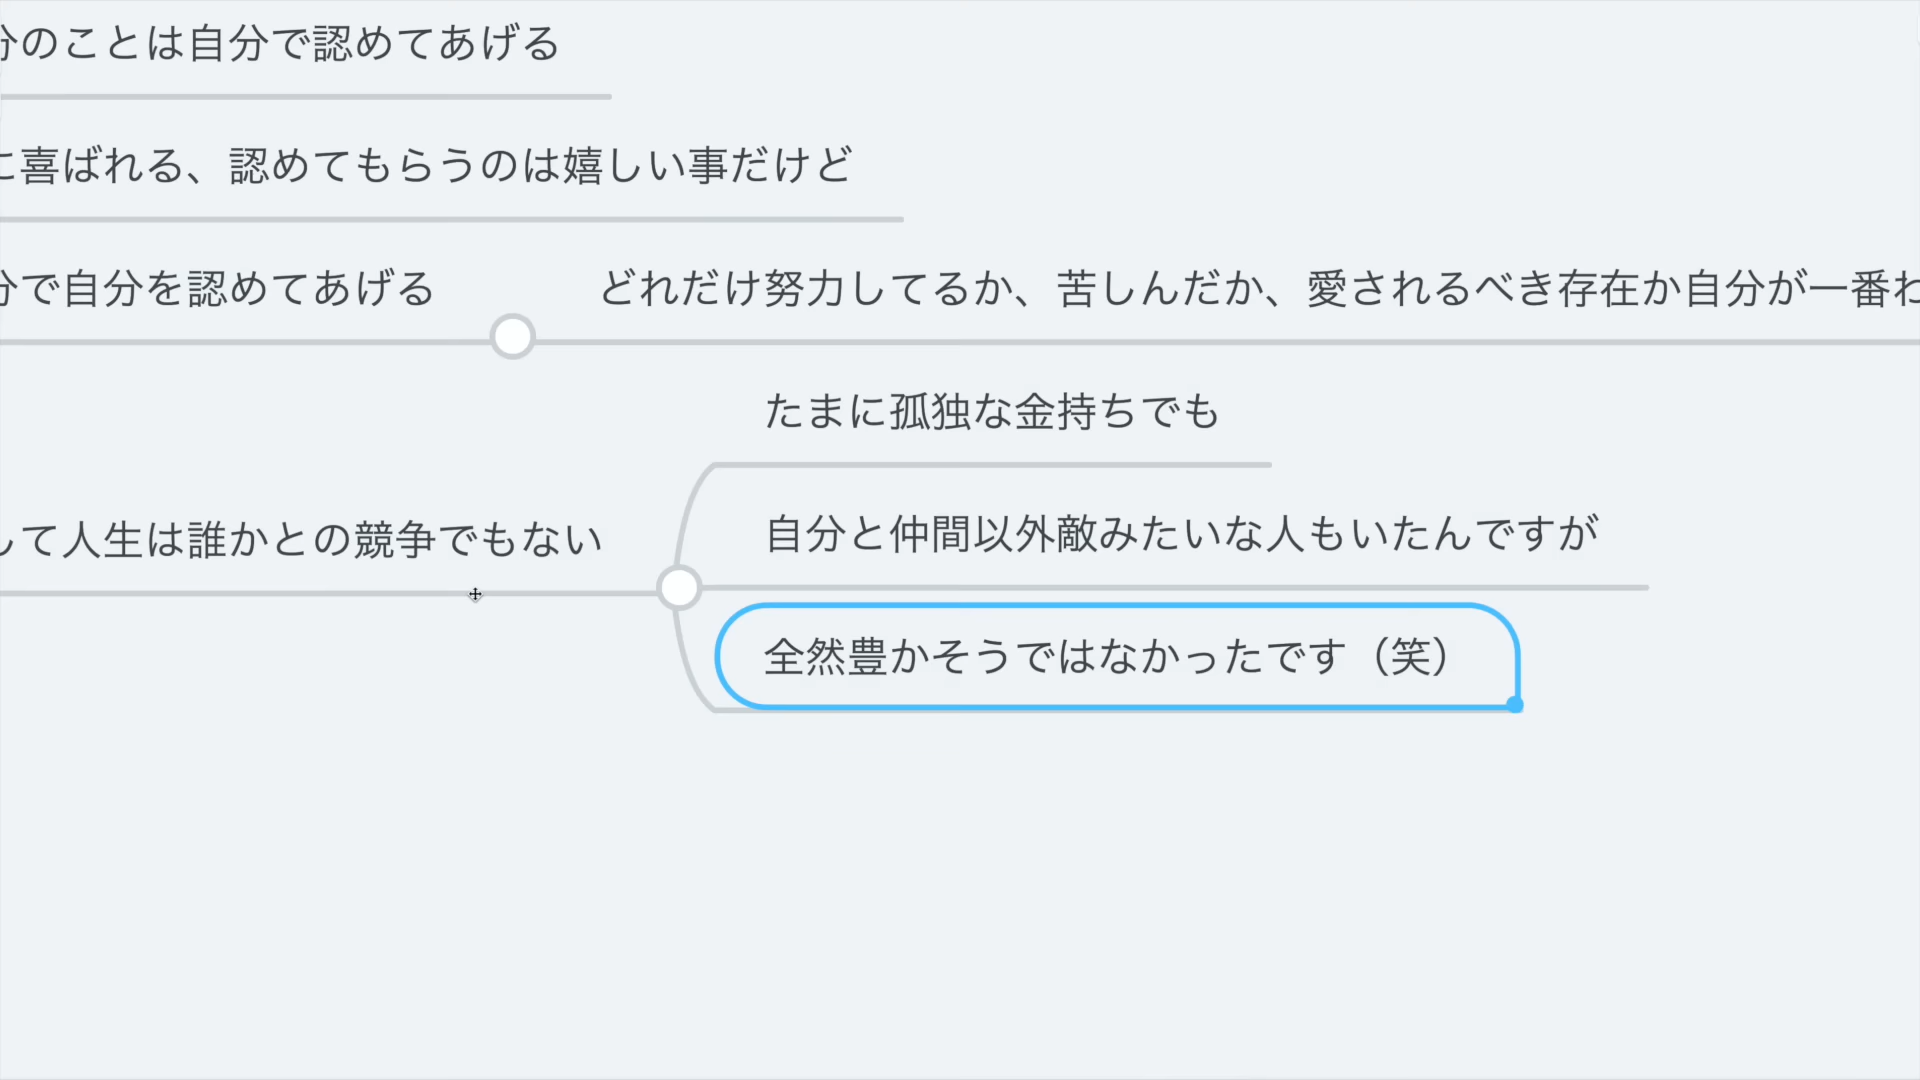 分のことは自分で認めてあげる
に喜ばれる、認めてもらうのは嬉しい事だけど
分で自分を認めてあげる
どれだけ努力してるか、苦しんだか、愛されるべき存在か自分が一番わ
たまに孤独な金持ちでも
して人生は誰かとの競争でもない
自分と仲間以外敵みたいな人もいたんですが
全然豊かそうではなかったです（笑）